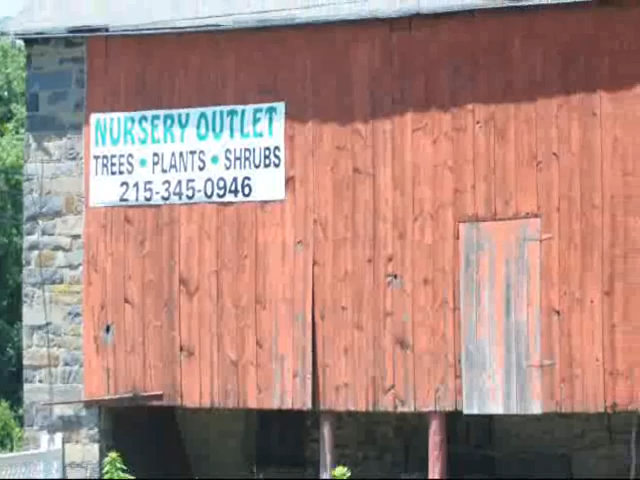 NURSERY OUTLET
TREES • PLANTS • SHRUBS
215-345-0946